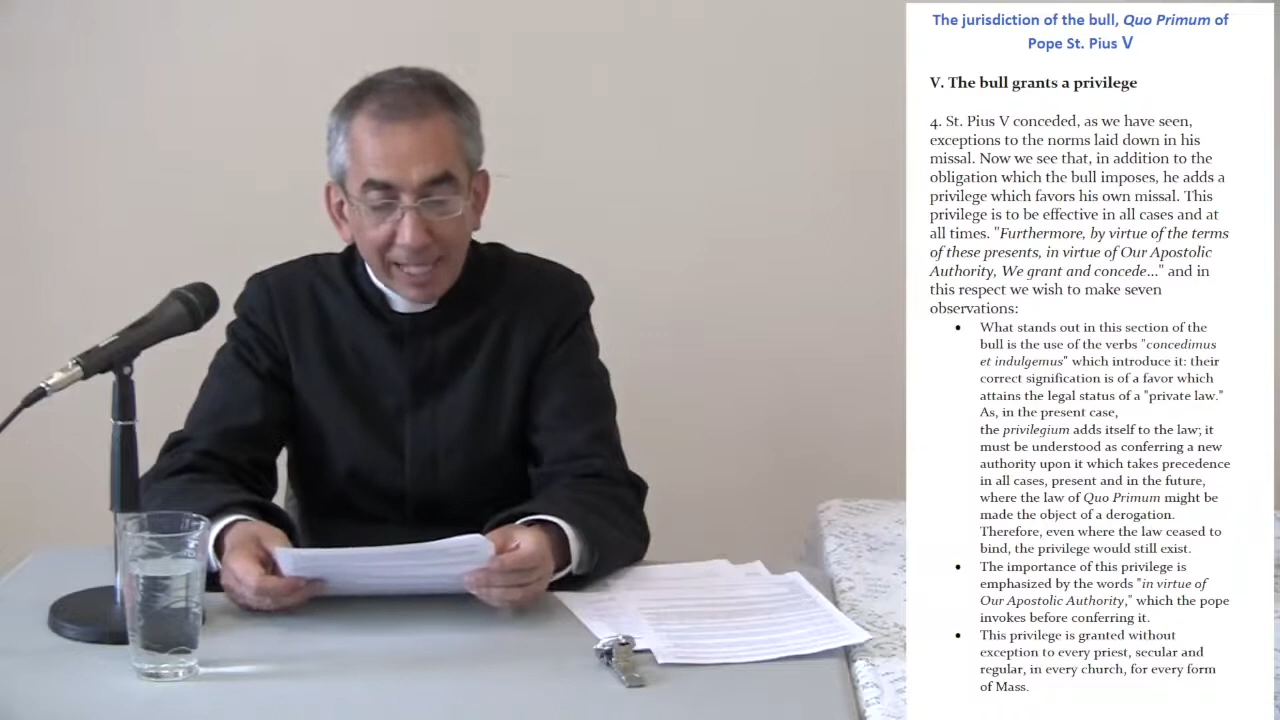 The jurisdiction of the bull, Quo Primum of
Pope St. Pius V
V. The bull grants a privilege
4. St. Pius V conceded, as we have seen,
exceptions to the norms laid down in his
missal. Now we see that, in addition to the
obligation which the bull imposes, he adds a
privilege which favors his own missal. This
privilege is to be effective in all cases and at
all times. "Furthermore, by virtue of the terms
of these presents, in virtue of Our Apostolic
Authority, We grant and concede..." and in
this respect we wish to make seven
observations:
• What stands out in this section of the
bull is the use of the verbs "concedimus
et indulgemus" which introduce it: their
correct signification is of a favor which
attains the legal status of a "private law."
As, in the present case,
the privilegium adds itself to the law; it
must be understood as conferring a new
authority upon it which takes precedence
in all cases, present and in the future,
where the law of Quo Primum might be
made the object of a derogation.
Therefore, even where the law ceased to
bind, the privilege would still exist.
• The importance of this privilege is
emphasized by the words "in virtue of
Our Apostolic Authority," which the pope
invokes before conferring it.
• This privilege is granted without
exception to every priest, secular and
regular, in every church, for every form
of Mass.